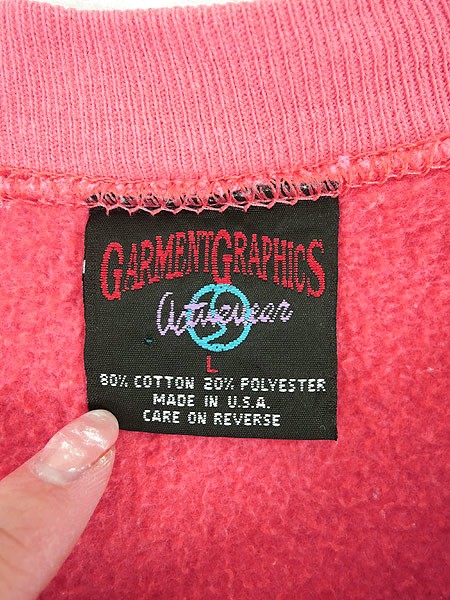 GARMENTGRAPHICS
Activewear
L
80% COTTON 20% POLYESTER
MADE IN U.S.A.
CARE ON REVERSE